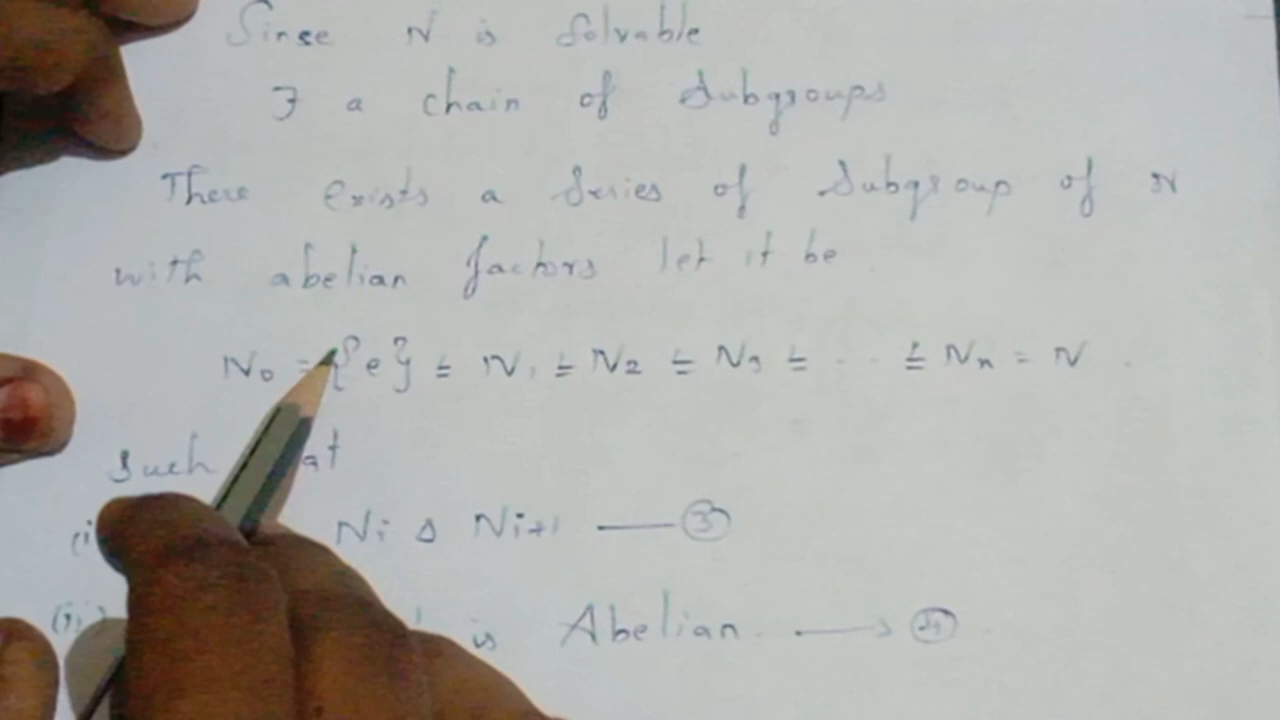 Since N is Solvable
∃ a chain of Subgroups
There exists a Series of Subgroup of N
with abelian factors let it be
N₀ = {e} ≤ N₁ ≤ N₂ ≤ N₃ ≤ ... ≤ Nₙ = N.
Such at
(i Ni Δ Ni+1 — ③
(ii) is Abelian. → ④